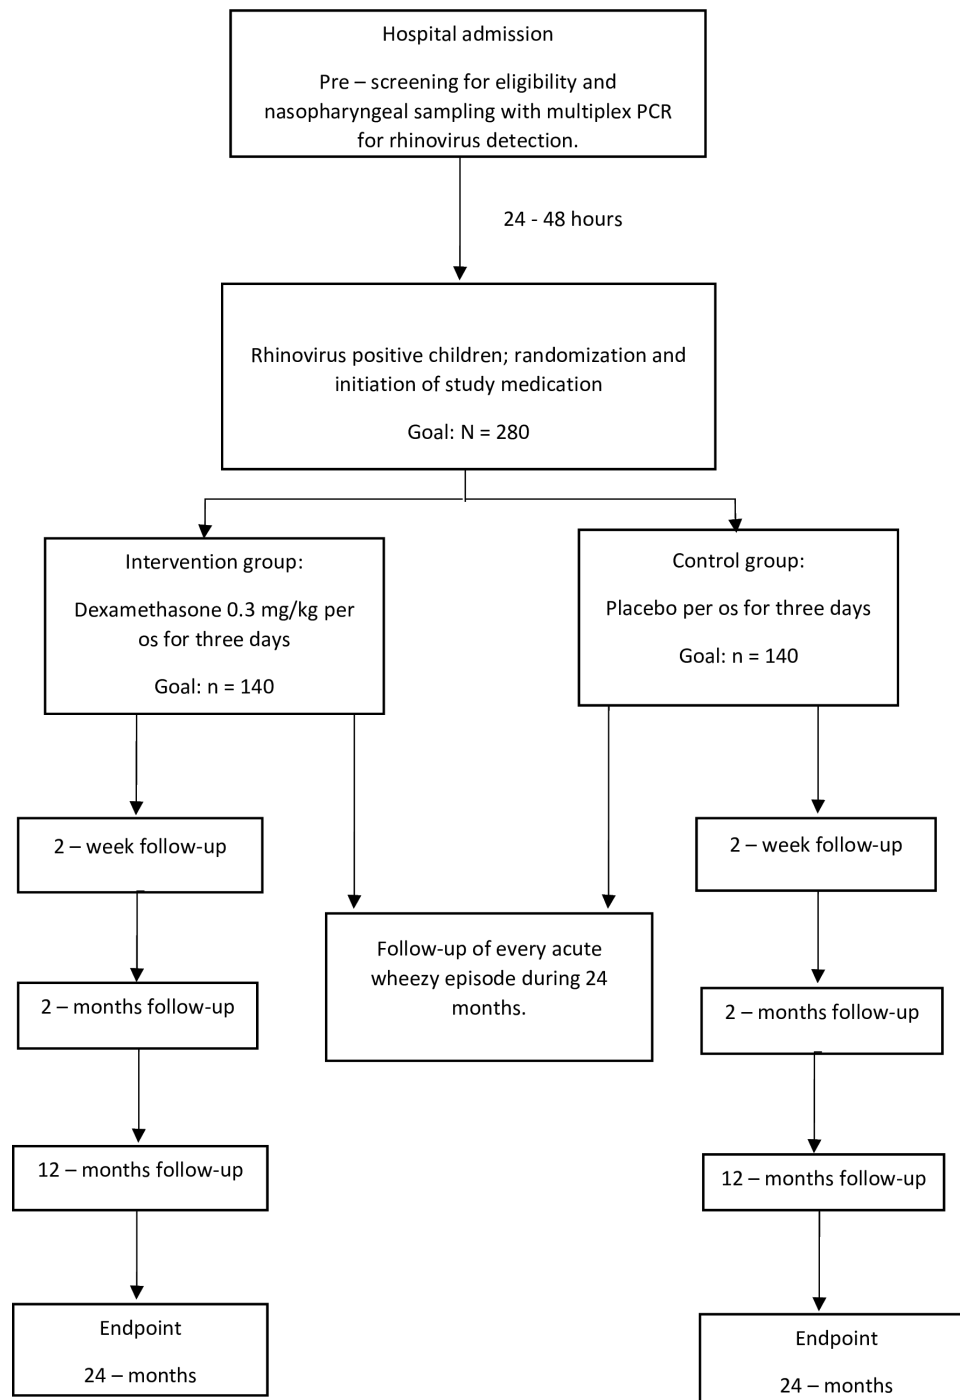 Hospital admission
Pre – screening for eligibility and
nasopharyngeal sampling with multiplex PCR
for rhinovirus detection.
24 - 48 hours
Rhinovirus positive children; randomization and
initiation of study medication
Goal: N = 280
Intervention group:
Dexamethasone 0.3 mg/kg per
os for three days
Goal: n = 140
Control group:
Placebo per os for three days
Goal: n = 140
2 – week follow-up
2 – week follow-up
Follow-up of every acute
wheezy episode during 24
months.
2 – months follow-up
2 – months follow-up
12 – months follow-up
12 – months follow-up
Endpoint
24 – months
Endpoint
24 – months